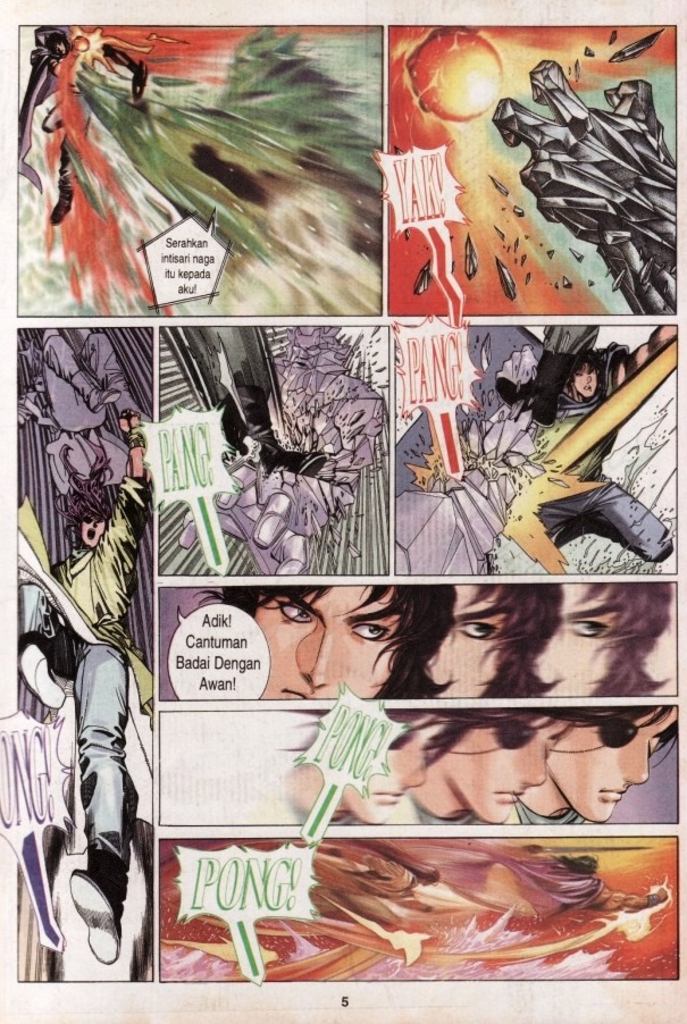 Serahkan
intisari naga
itu kepada
aku!
YAK!
PANG!
PANG!
Adik!
Cantuman
Badai Dengan
Awan!
PONG!
ONG!
PONG!
5